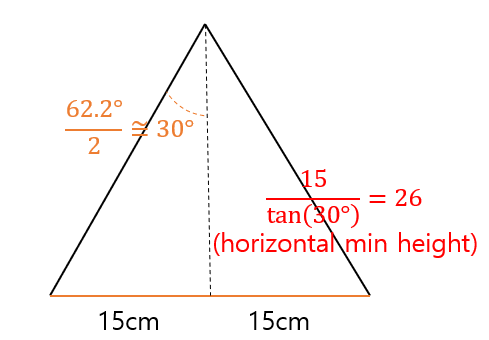 62.2°
2
≅ 30°
15
tan(30°)
= 26
(horizontal min height)
15cm 15cm